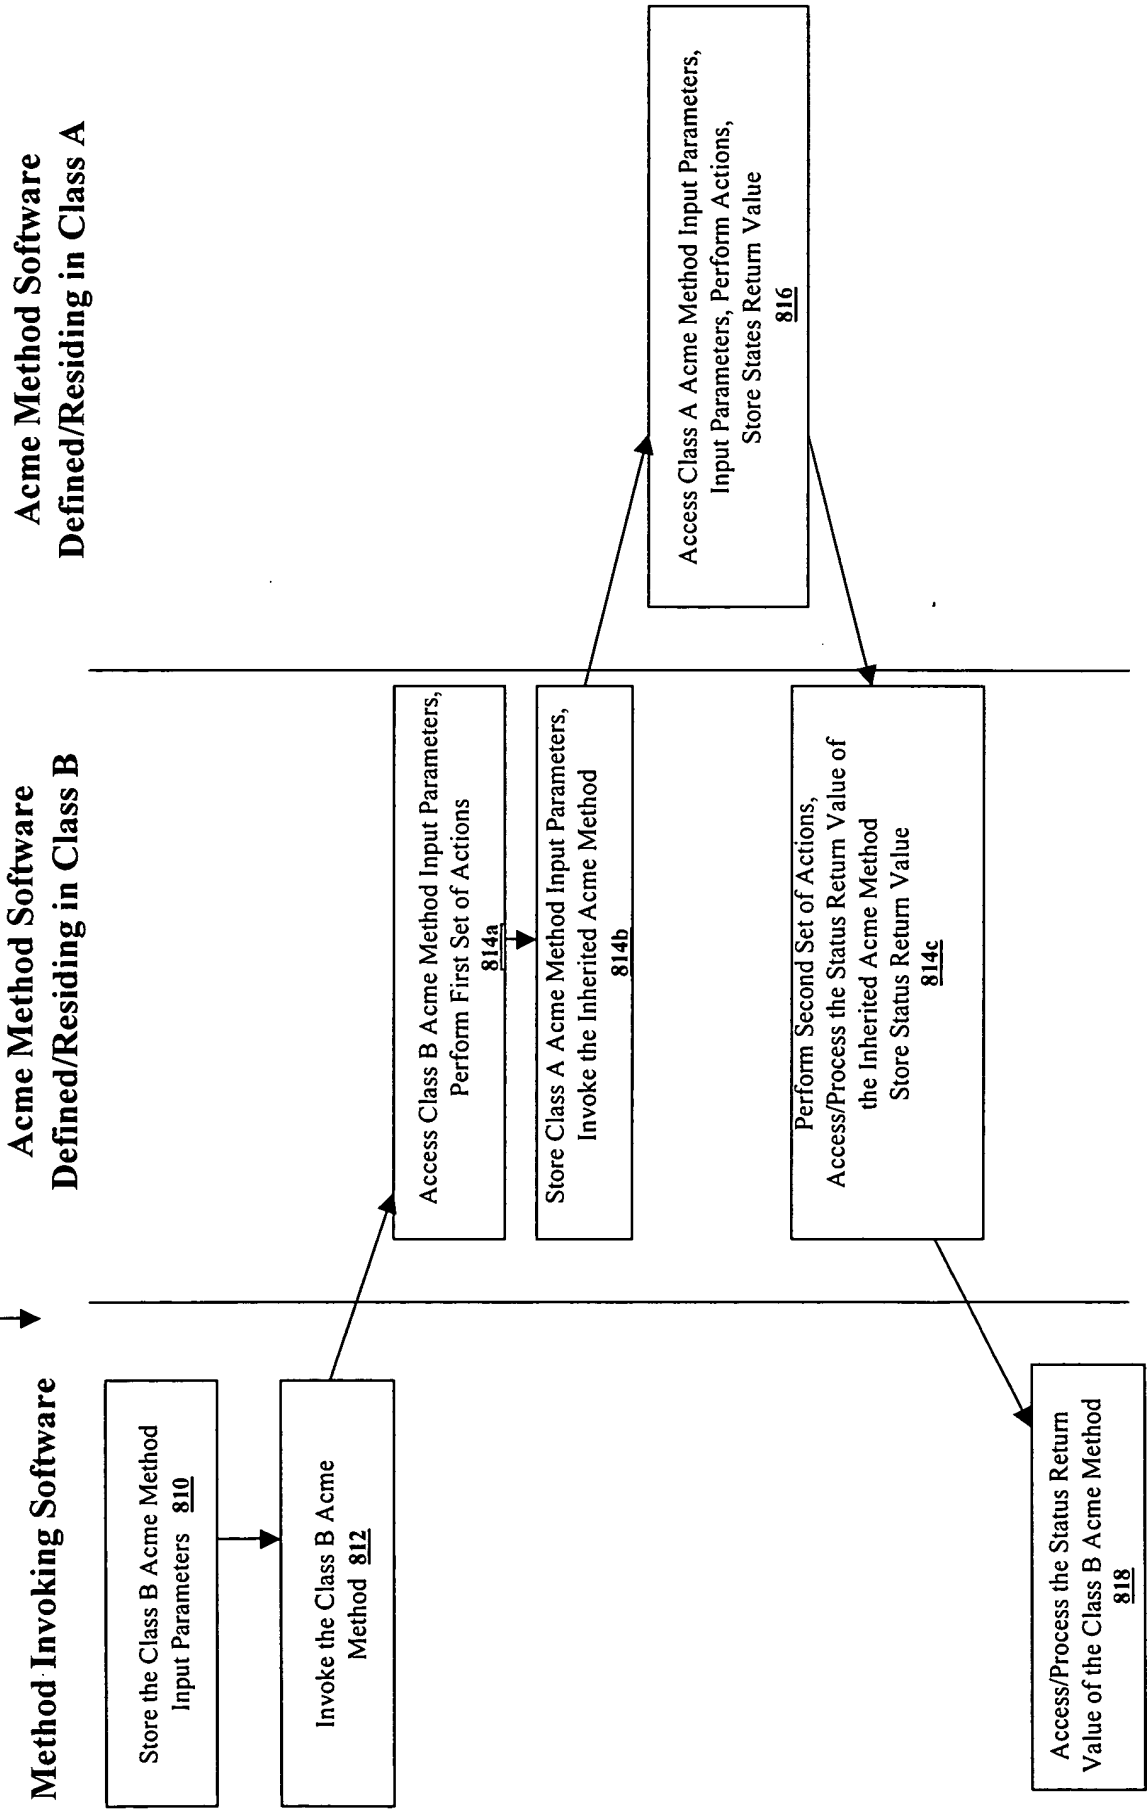 Method Invoking Software
Acme Method Software
Defined/Residing in Class B
Acme Method Software
Defined/Residing in Class A
Store the Class B Acme Method
Input Parameters 810
Invoke the Class B Acme
Method 812
Access Class B Acme Method Input Parameters,
Perform First Set of Actions
814a
Store Class A Acme Method Input Parameters,
Invoke the Inherited Acme Method
814b
Access Class A Acme Method Input Parameters,
Input Parameters, Perform Actions,
Store States Return Value
816
Perform Second Set of Actions,
Access/Process the Status Return Value of
the Inherited Acme Method
Store Status Return Value
814c
Access/Process the Status Return
Value of the Class B Acme Method
818